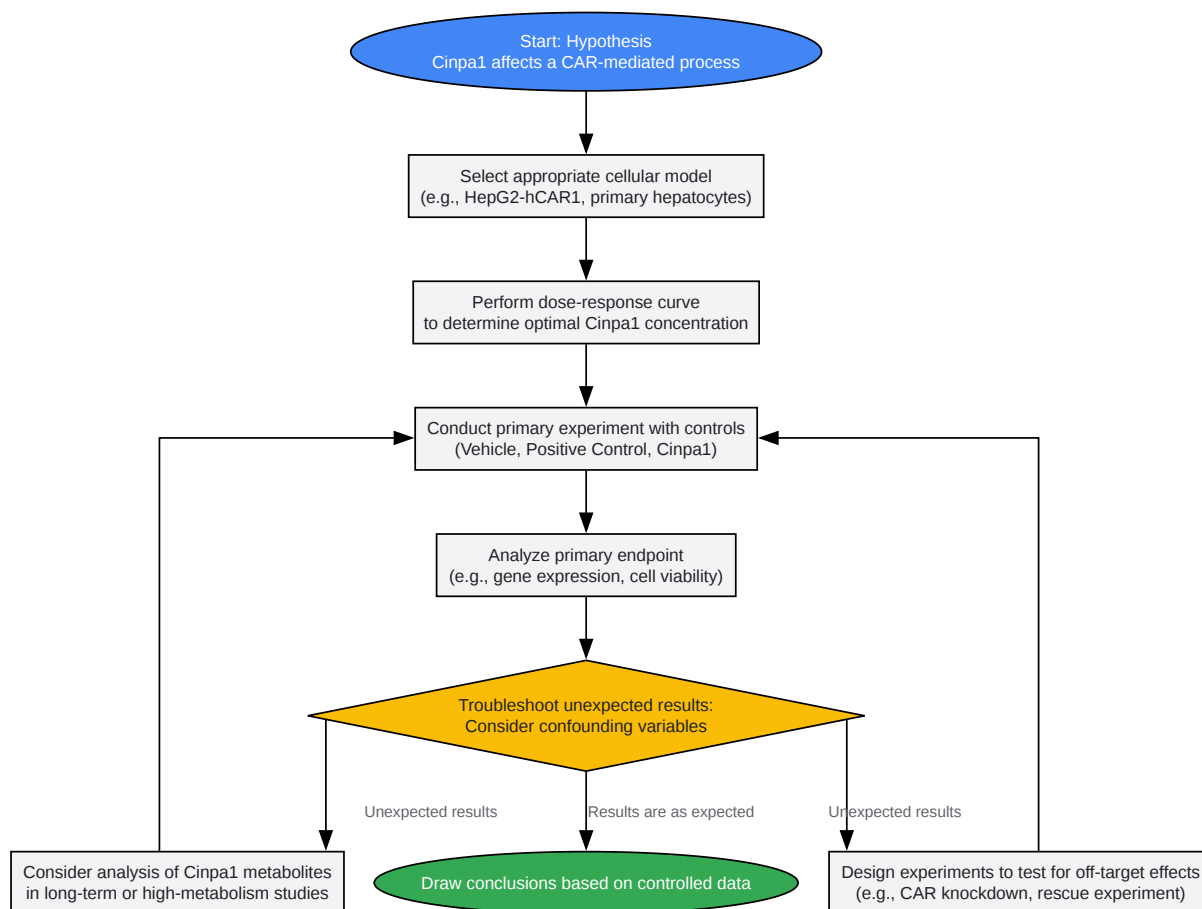 Start: Hypothesis
Cinpa1 affects a CAR-mediated process
Select appropriate cellular model
(e.g., HepG2-hCAR1, primary hepatocytes)
Perform dose-response curve
to determine optimal Cinpa1 concentration
Conduct primary experiment with controls
(Vehicle, Positive Control, Cinpa1)
Analyze primary endpoint
(e.g., gene expression, cell viability)
Troubleshoot unexpected results:
Consider confounding variables
Unexpected results
Results are as expected
Unexpected results
Consider analysis of Cinpa1 metabolites
in long-term or high-metabolism studies
Draw conclusions based on controlled data
Design experiments to test for off-target effects
(e.g., CAR knockdown, rescue experiment)